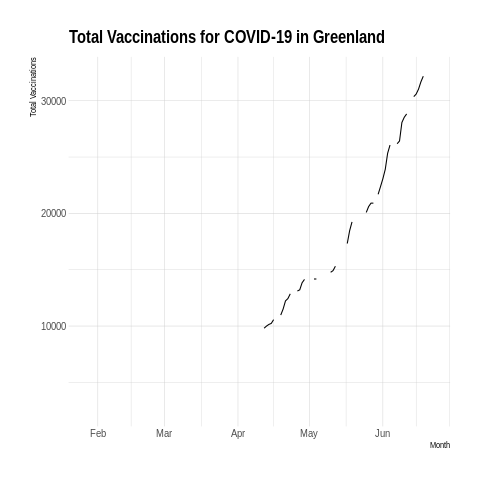 Total Vaccinations for COVID-19 in Greenland
Total Vaccinations
30000
20000
10000
Feb Mar Apr May Jun
Month